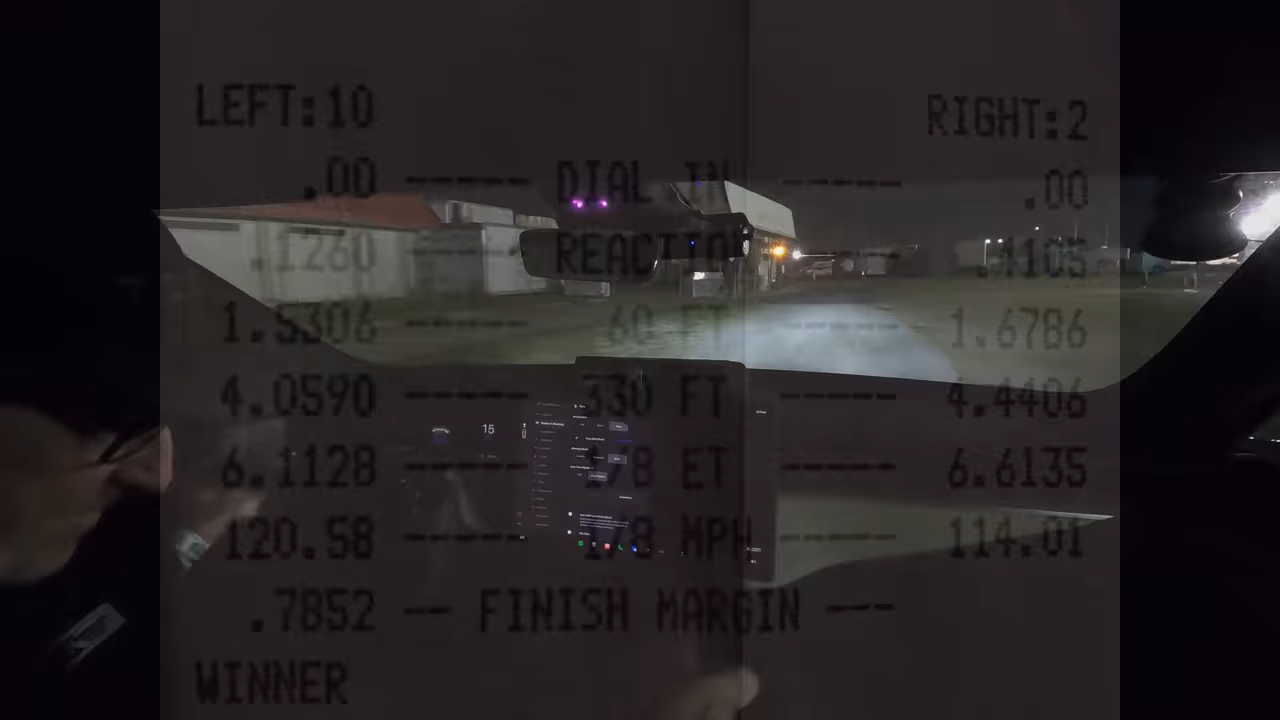 LEFT:10 RIGHT:2
.00 ----- DIAL IN ----- .00
.1260 ----- REACTION ----- .4105
1.5306 ----- 60 FT ----- 1.6786
4.0590 ----- 330 FT ----- 4.4406
6.1128 ----- 1/8 ET ----- 6.6135
120.58 ----- 1/8 MPH ----- 114.01
.7852 -- FINISH MARGIN ---
WINNER
15